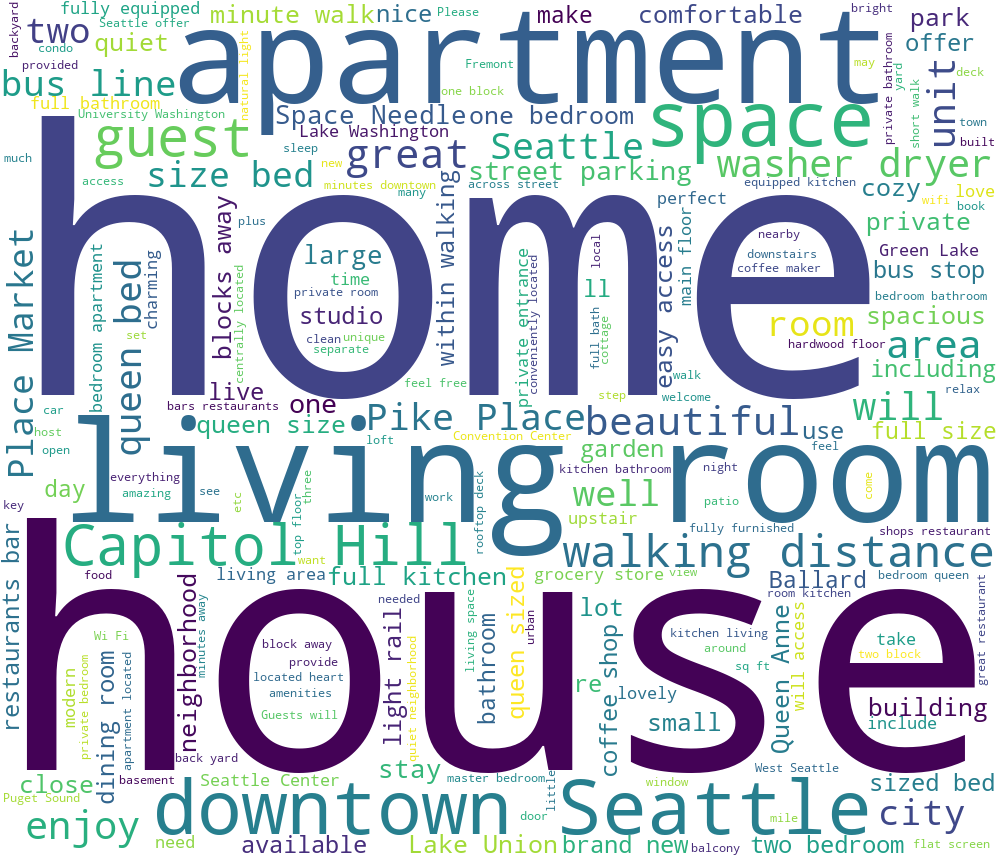 fully equipped
Seattle offer
minute walk
nice
Please
make
comfortable
bright
park
backyard
two
condo
provided
quiet
natural light
apartment
Fremont
one block
offer
may
private bathroom
yard
short walk
unit
deck
bus line
full bathroom
University Washington
Space Needle
one bedroom
space
town
built
much
guest
Lake Washington
sleep
great
Seattle
washer dryer
access
size bed
new
minutes downtown
many
street parking
across street
equipped kitchen
cozy
love
book
wifi
home
plus
perfect
private
Place Market
bedroom apartment
queen bed
charming
blocks away
centrally located
large
time
private room
studio
clean
unique
separate
within walking
private entrance
conveniently located
local
ll
full bath
cottage
easy access
main floor
nearby
downstairs
coffee maker
room
hardwood floor
Green Lake
bus stop
bedroom bathroom
spacious
area
including
set
feel free
step
walk
welcome
relax
car
host
open
live
bars restaurants
one
queen size
loft
Pike Place
Convention Center
beautiful
use
will
full size
feel
living room
garden
kitchen bathroom
night
key
day
everything
amazing
see
etc
three
work
rooftop deck
well
upstair
patio
come
fully furnished
shops restaurant
restaurants bar
Capitol Hill
top floor
want
walking distance
food
neighborhood
living area
full kitchen
grocery store
view
Ballard
room kitchen
bedroom queen
house
Wi Fi
modern
private bedroom
dining room
apartment located
minutes away
block away
provide
located heart
amenities
Guests will
needed
light rail
quiet neighborhood
living space
bathroom
queen sized
urban
lot
re
coffee shop
lovely
small
kitchen living
around
sq ft
Queen Anne
will access
take
two block
building
include
great restaurant
back yard
close
basement
Seattle Center
stay
master bedroom
little
window
West Seattle
sized bed
Puget Sound
enjoy
downtown Seattle
door
mile
city
need
available
Lake Union
brand new
balcony
two bedroom
flat screen